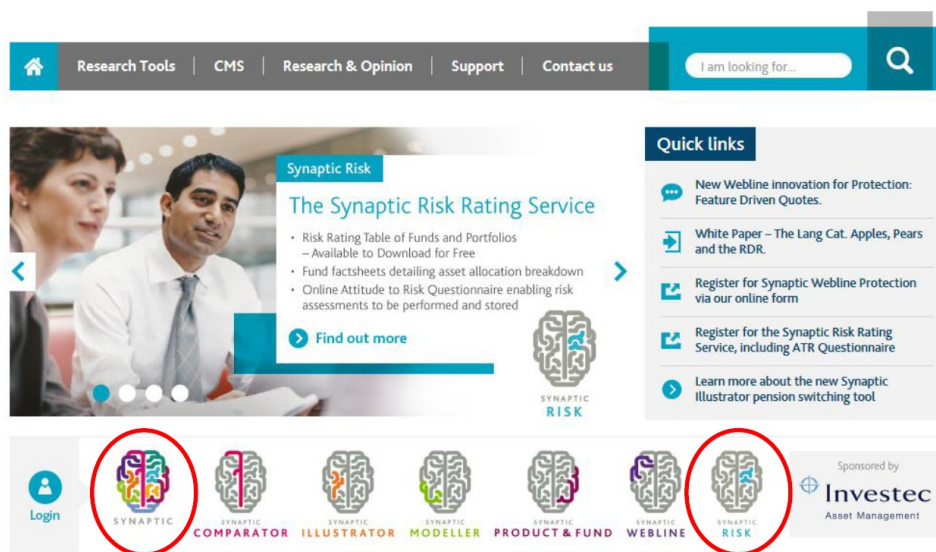 Research Tools
CMS
Research & Opinion
Support
Contact us
I am looking for...
Synaptic Risk
The Synaptic Risk Rating Service
· Risk Rating Table of Funds and Portfolios
– Available to Download for Free
· Fund factsheets detailing asset allocation breakdown
· Online Attitude to Risk Questionnaire enabling risk
assessments to be performed and stored
Find out more
SYNAPTIC
RISK
Quick links
New Webline innovation for Protection:
Feature Driven Quotes.
White Paper – The Lang Cat. Apples, Pears
and the RDR.
Register for Synaptic Webline Protection
via our online form
Register for the Synaptic Risk Rating
Service, including ATR Questionnaire
Learn more about the new Synaptic
Illustrator pension switching tool
Login
SYNAPTIC
SYNAPTIC
COMPARATOR
SYNAPTIC
ILLUSTRATOR
SYNAPTIC
MODELLER
SYNAPTIC
PRODUCT & FUND
SYNAPTIC
WEBLINE
SYNAPTIC
RISK
Sponsored by
Investec
Asset Management